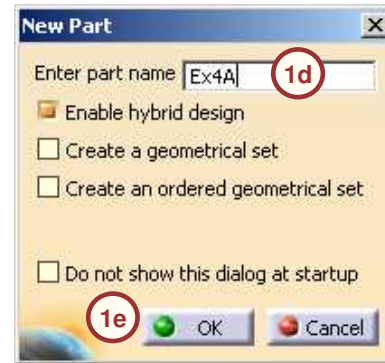 New Part
Enter part name Ex4A 1d
Enable hybrid design
Create a geometrical set
Create an ordered geometrical set
Do not show this dialog at startup
1e OK Cancel